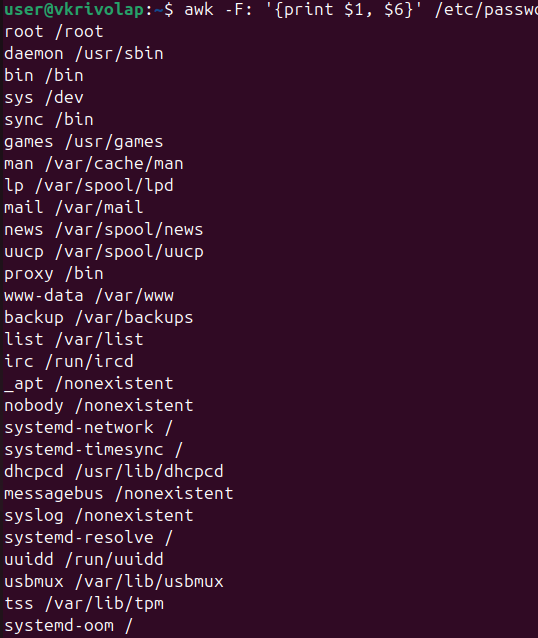 user@vkrivolap:~$ awk -F: '{print $1, $6}' /etc/passw
root /root
daemon /usr/sbin
bin /bin
sys /dev
sync /bin
games /usr/games
man /var/cache/man
lp /var/spool/lpd
mail /var/mail
news /var/spool/news
uucp /var/spool/uucp
proxy /bin
www-data /var/www
backup /var/backups
list /var/list
irc /run/ircd
_apt /nonexistent
nobody /nonexistent
systemd-network /
systemd-timesync /
dhcpcd /usr/lib/dhcpcd
messagebus /nonexistent
syslog /nonexistent
systemd-resolve /
uuidd /run/uuidd
usbmux /var/lib/usbmux
tss /var/lib/tpm
systemd-oom /